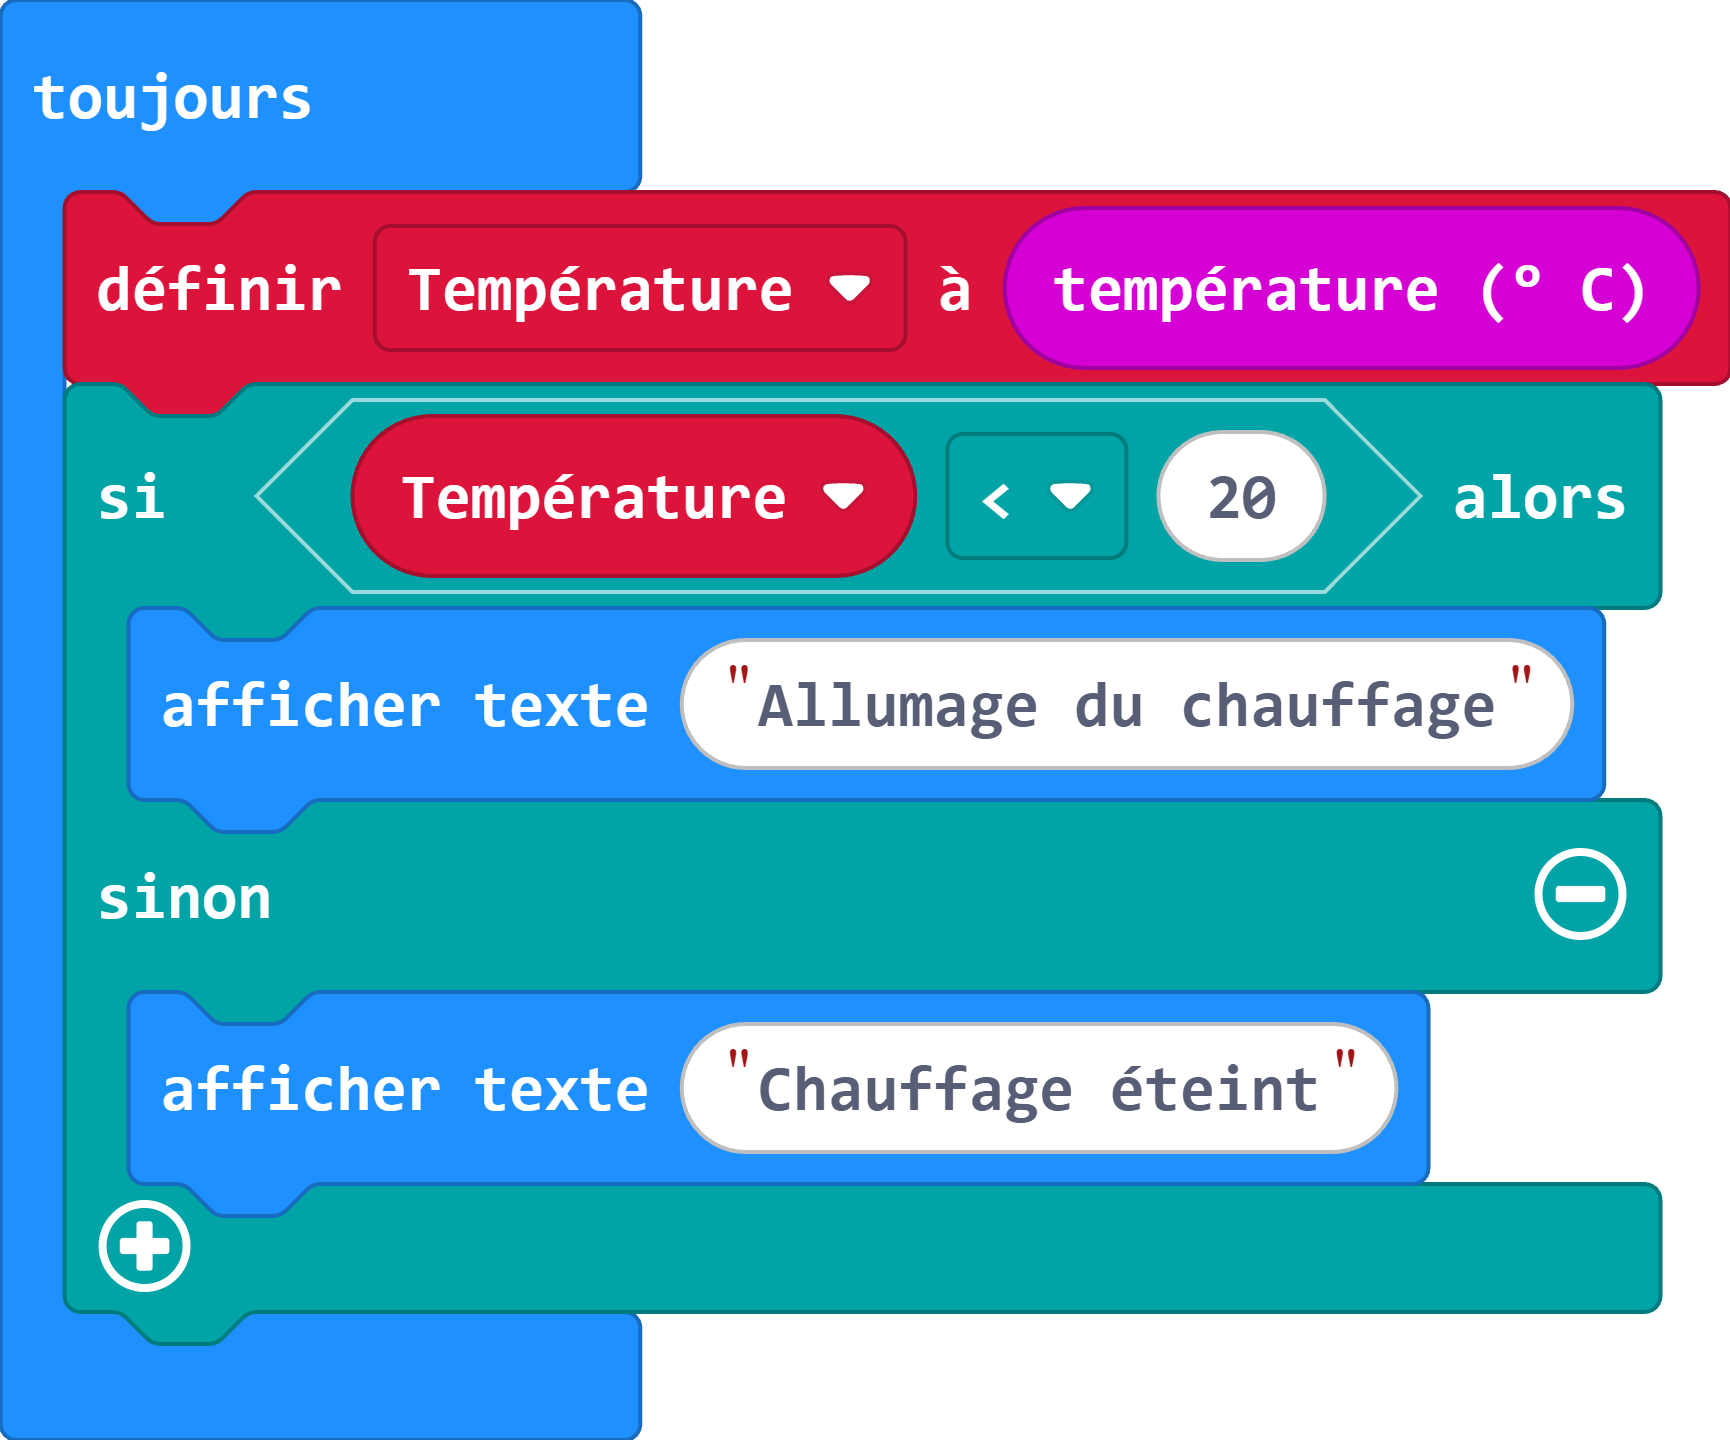 toujours
définir Température à température (° C)
si Température < 20 alors
afficher texte "Allumage du chauffage"
sinon
afficher texte "Chauffage éteint"